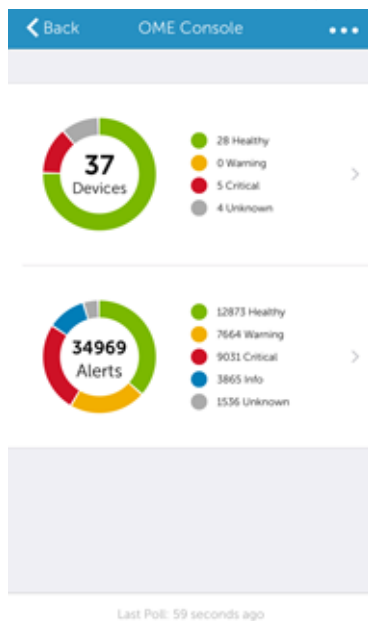 Back OME Console
37
Devices
28 Healthy
0 Warning
5 Critical
4 Unknown
34969
Alerts
12873 Healthy
7664 Warning
9031 Critical
3865 Info
1536 Unknown
Last Poll: 59 seconds ago